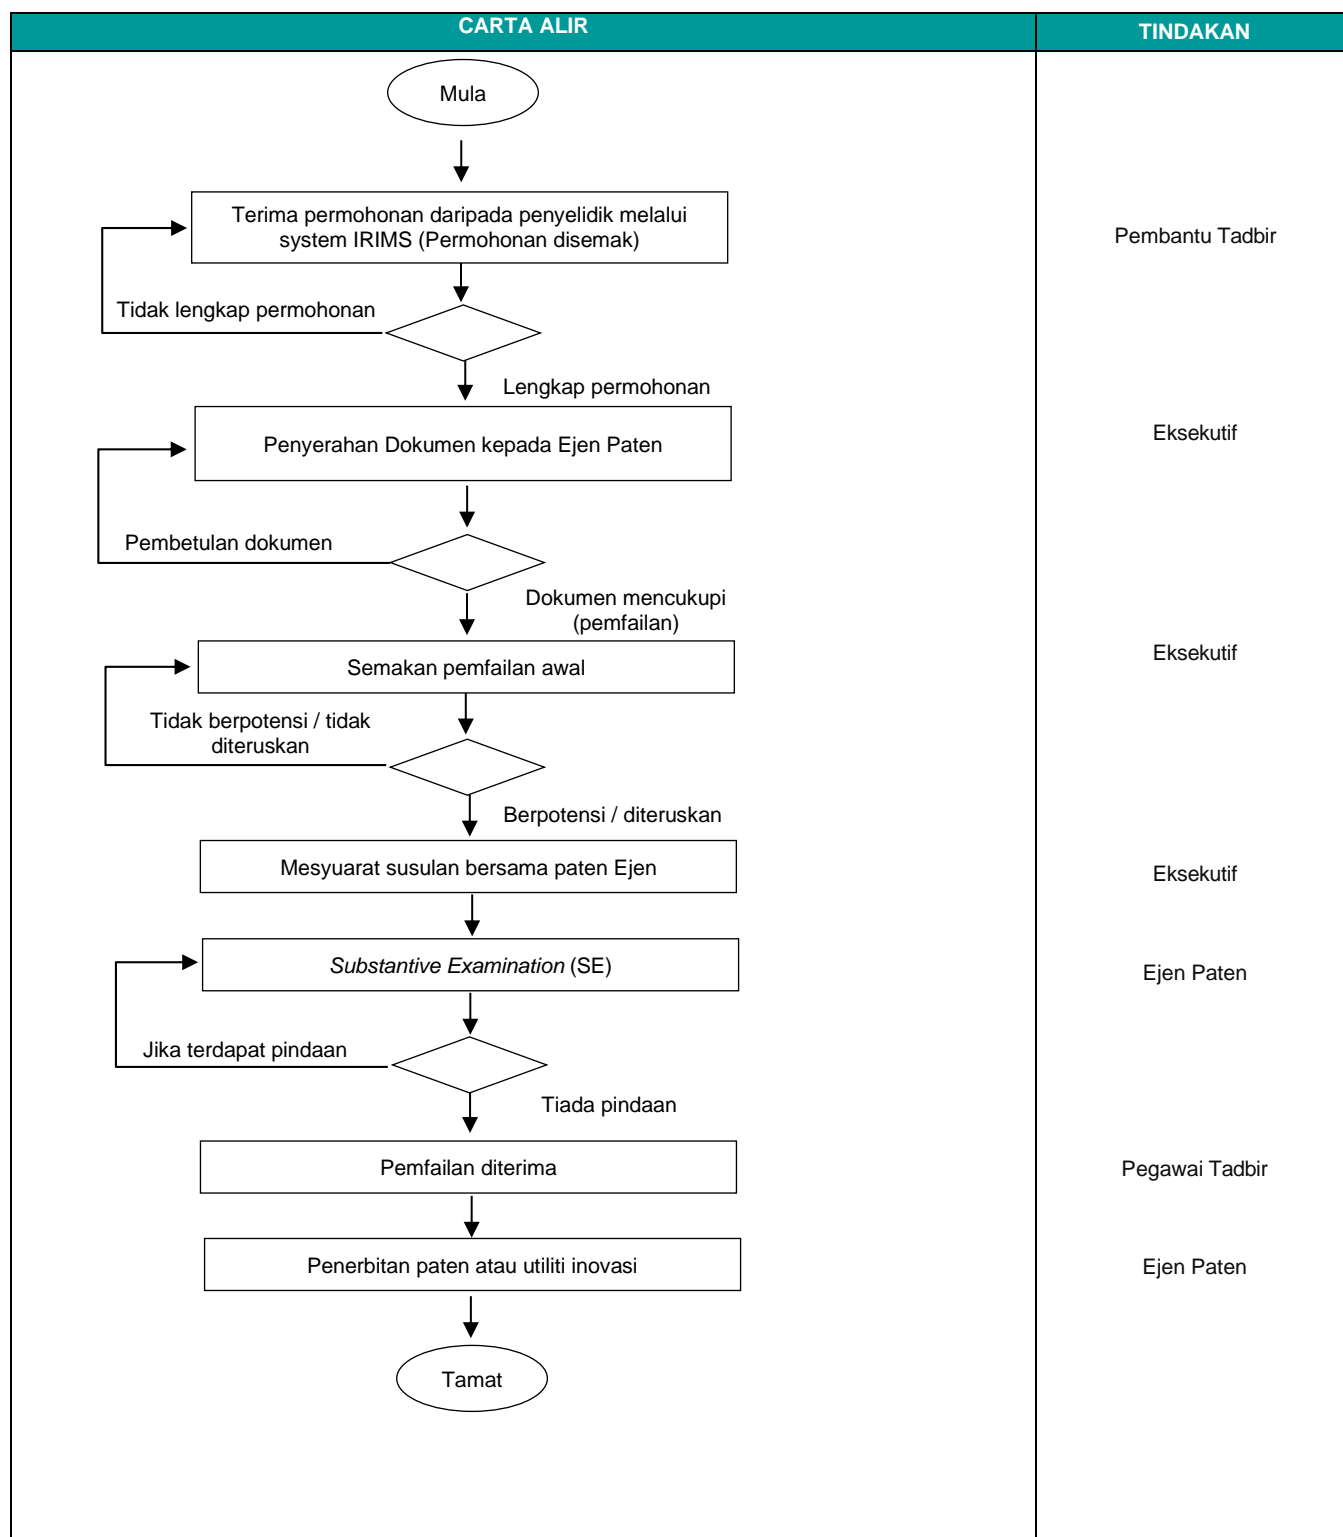 CARTA ALIR
TINDAKAN
Mula
Terima permohonan daripada penyelidik melalui
system IRIMS (Permohonan disemak)
Pembantu Tadbir
Tidak lengkap permohonan
Lengkap permohonan
Penyerahan Dokumen kepada Ejen Paten
Eksekutif
Pembetulan dokumen
Dokumen mencukupi
(pemfailan)
Semakan pemfailan awal
Eksekutif
Tidak berpotensi / tidak
diteruskan
Berpotensi / diteruskan
Mesyuarat susulan bersama paten Ejen
Eksekutif
Substantive Examination (SE)
Ejen Paten
Jika terdapat pindaan
Tiada pindaan
Pemfailan diterima
Pegawai Tadbir
Penerbitan paten atau utiliti inovasi
Ejen Paten
Tamat